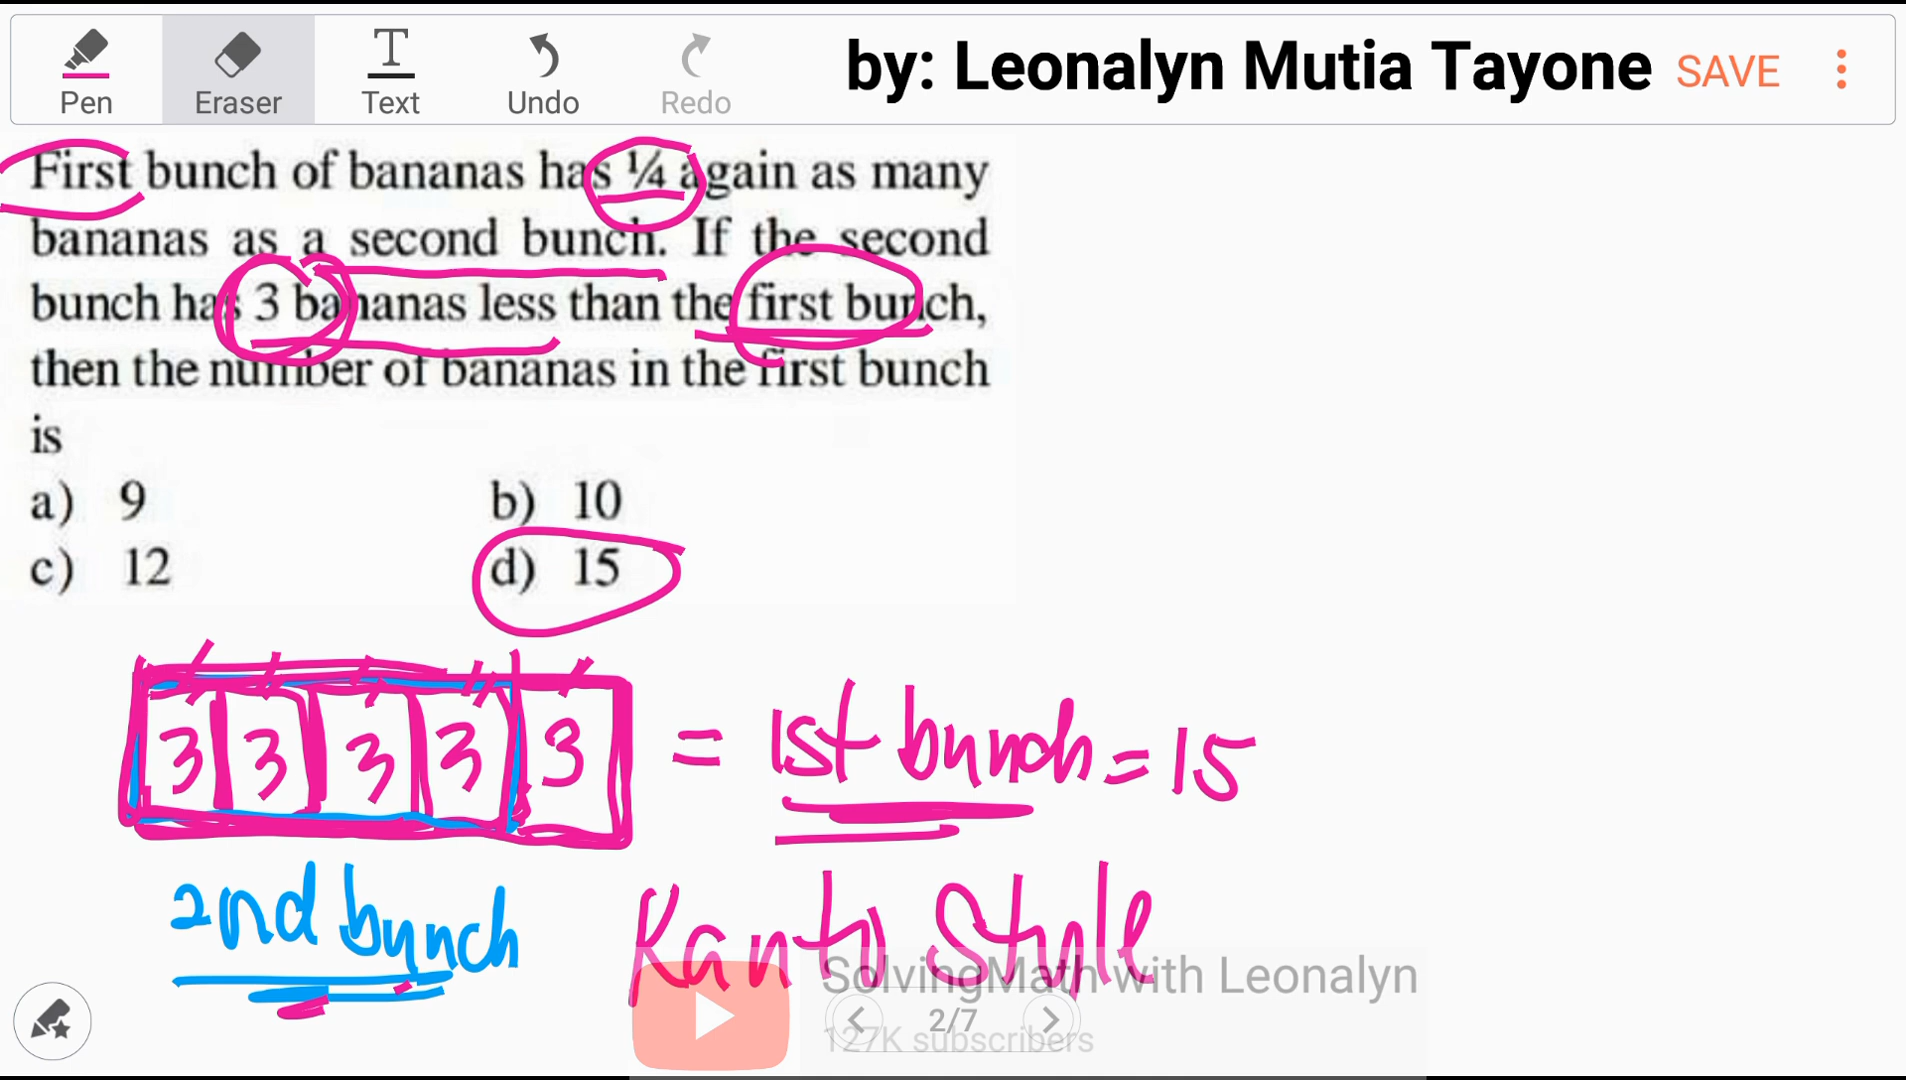 Pen Eraser Text Undo Redo by: Leonalyn Mutia Tayone SAVE
First bunch of bananas has ¼ again as many
bananas as a second bunch. If the second
bunch has 3 bananas less than the first bunch,
then the number of bananas in the first bunch
is
a) 9 b) 10
c) 12 d) 15
3 3 3 3 3 = 1st bunch = 15
2nd bunch Kanto Style
SolvingMath with Leonalyn
2/7
127K subscribers